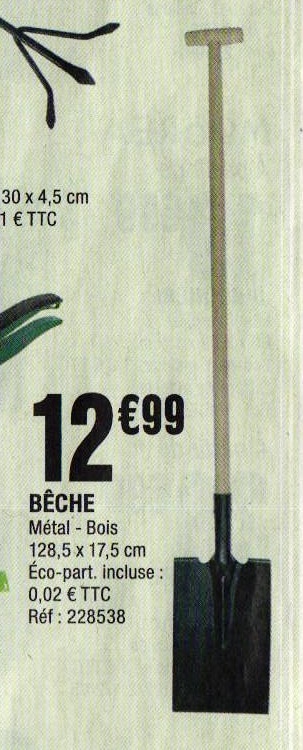 30 x 4,5 cm
1 € TTC
12€99
BÊCHE
Métal - Bois
128,5 x 17,5 cm
Éco-part. incluse :
0,02 € TTC
Réf : 228538